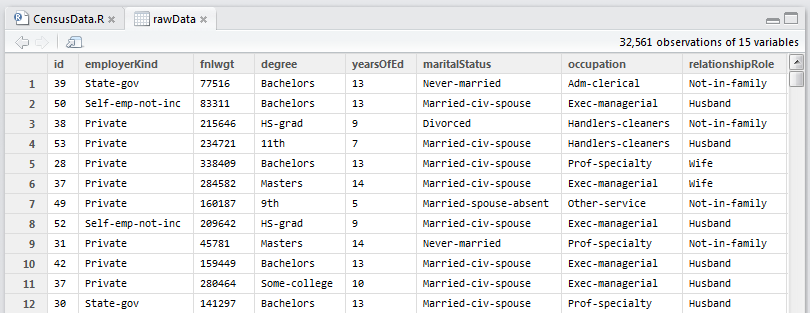 CensusData.R rawData
32,561 observations of 15 variables
id employerKind fnlwgt degree yearsOfEd maritalStatus occupation relationshipRole
1 39 State-gov 77516 Bachelors 13 Never-married Adm-clerical Not-in-family
2 50 Self-emp-not-inc 83311 Bachelors 13 Married-civ-spouse Exec-managerial Husband
3 38 Private 215646 HS-grad 9 Divorced Handlers-cleaners Not-in-family
4 53 Private 234721 11th 7 Married-civ-spouse Handlers-cleaners Husband
5 28 Private 338409 Bachelors 13 Married-civ-spouse Prof-specialty Wife
6 37 Private 284582 Masters 14 Married-civ-spouse Exec-managerial Wife
7 49 Private 160187 9th 5 Married-spouse-absent Other-service Not-in-family
8 52 Self-emp-not-inc 209642 HS-grad 9 Married-civ-spouse Exec-managerial Husband
9 31 Private 45781 Masters 14 Never-married Prof-specialty Not-in-family
10 42 Private 159449 Bachelors 13 Married-civ-spouse Exec-managerial Husband
11 37 Private 280464 Some-college 10 Married-civ-spouse Exec-managerial Husband
12 30 State-gov 141297 Bachelors 13 Married-civ-spouse Prof-specialty Husband